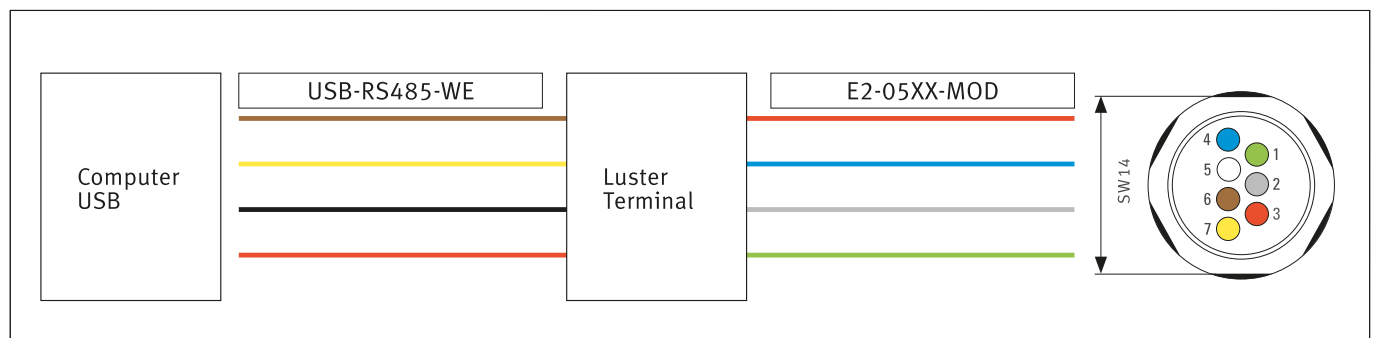 USB-RS485-WE
E2-05XX-MOD
Computer
USB
Luster
Terminal
SW14
4
1
5
2
6
3
7